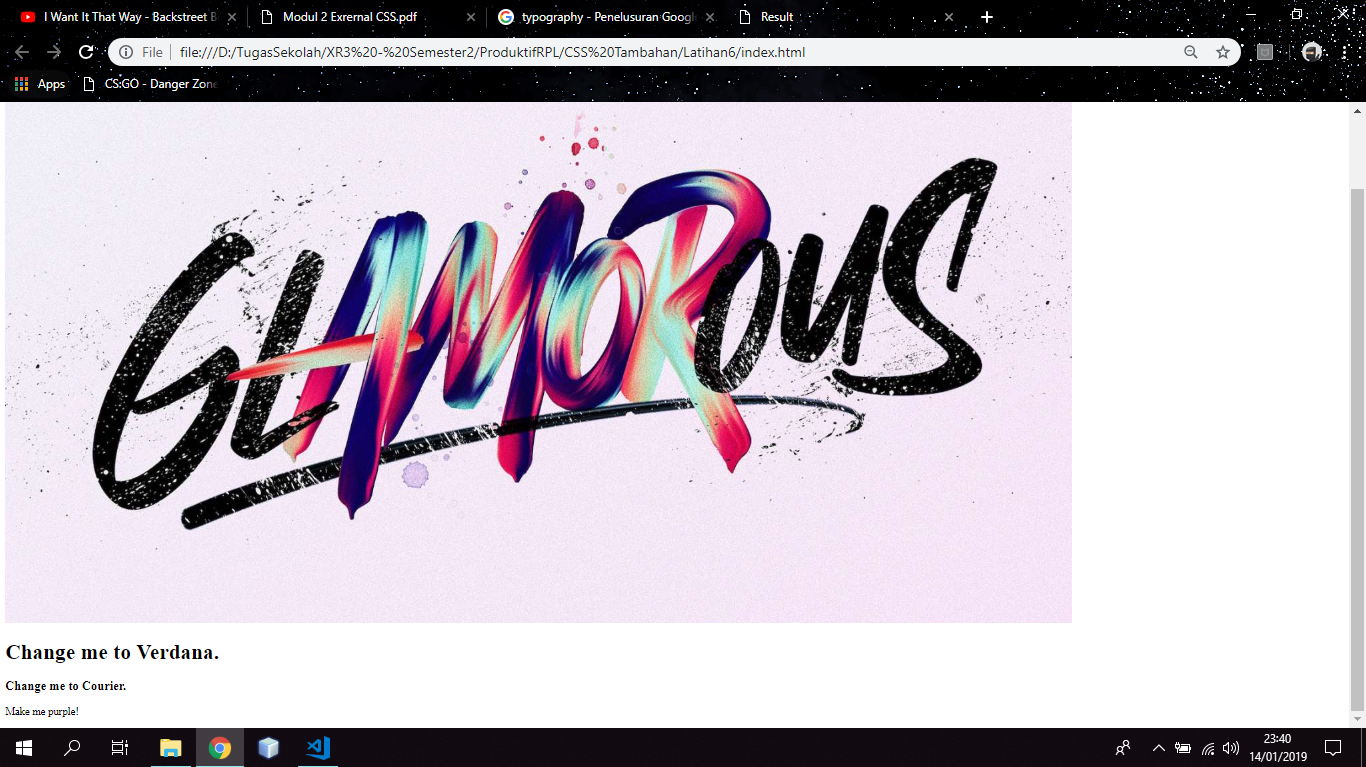 I Want It That Way - Backstreet B
Modul 2 Exrernal CSS.pdf
typography - Penelusuran Googl
Result
File
file:///D:/TugasSekolah/XR3%20-%20Semester2/ProduktifRPL/CSS%20Tambahan/Latihan6/index.html
Apps
CS:GO - Danger Zone
GLAMOROUS
Change me to Verdana.
Change me to Courier.
Make me purple!
23:40
14/01/2019